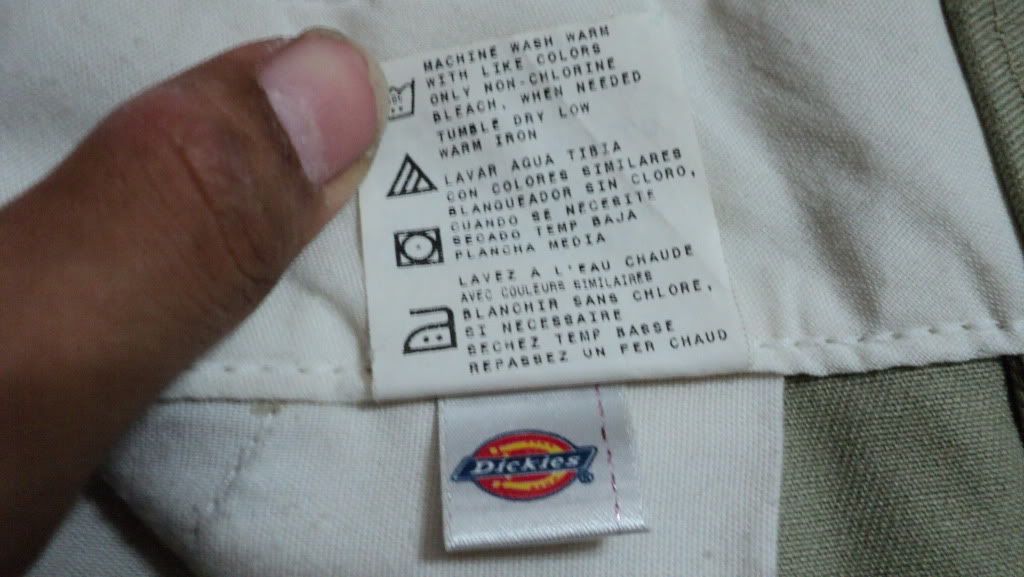 MACHINE WASH WARM
WITH LIKE COLORS
ONLY NON-CHLORINE
BLEACH, WHEN NEEDED
TUMBLE DRY LOW
WARM IRON
LAVAR AGUA TIBIA
CON COLORES SIMILARES
BLANQUEADOR SIN CLORO,
CUANDO SE NECESITE
SECADO TEMP BAJA
PLANCHA MEDIA
LAVEZ A L'EAU CHAUDE
AVEC COULEURS SIMILAIRES
BLANCHIR SANS CHLORE,
SI NECESSAIRE
SECHEZ TEMP BASSE
REPASSEZ UN FER CHAUD
Dickies®